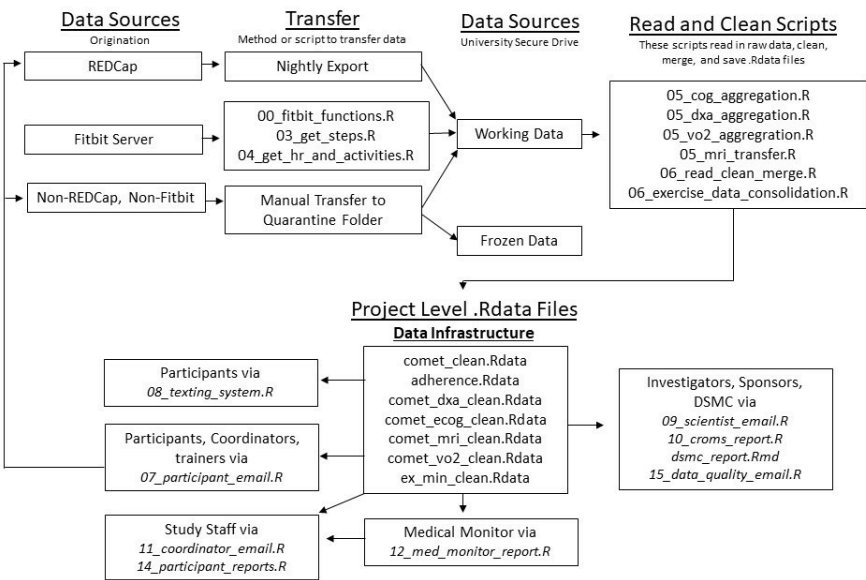 Data Sources
Origination
Transfer
Method or script to transfer data
Data Sources
University Secure Drive
Read and Clean Scripts
These scripts read in raw data, clean,
merge, and save .Rdata files
REDCap
Nightly Export
Fitbit Server
00_fitbit_functions.R
03_get_steps.R
04_get_hr_and_activities.R
Working Data
05_cog_aggregation.R
05_dxa_aggregation.R
05_vo2_aggregration.R
05_mri_transfer.R
06_read_clean_merge.R
06_exercise_data_consolidation.R
Non-REDCap, Non-Fitbit
Manual Transfer to
Quarantine Folder
Frozen Data
Project Level .Rdata Files
Data Infrastructure
comet_clean.Rdata
adherence.Rdata
comet_dxa_clean.Rdata
comet_ecog_clean.Rdata
comet_mri_clean.Rdata
comet_vo2_clean.Rdata
ex_min_clean.Rdata
Participants via
08_texting_system.R
Participants, Coordinators,
trainers via
07_participant_email.R
Investigators, Sponsors,
DSMC via
09_scientist_email.R
10_croms_report.R
dsmc_report.Rmd
15_data_quality_email.R
Study Staff via
11_coordinator_email.R
14_participant_reports.R
Medical Monitor via
12_med_monitor_report.R